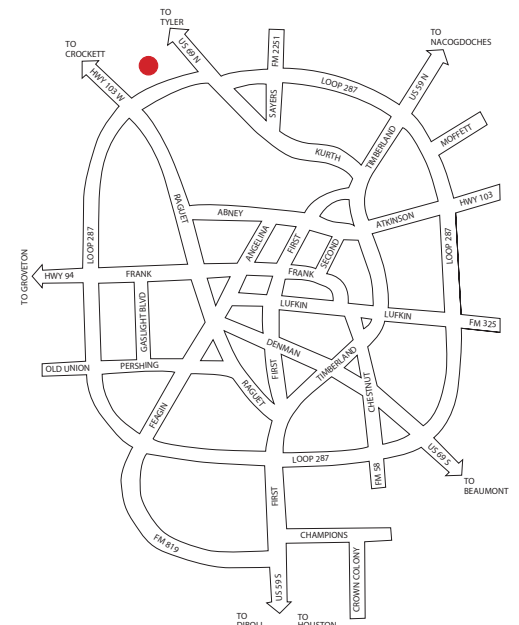 TO
TYLER
TO
CROCKETT
US 69 N
FM 2251
TO
NACOGDOCHES
HWY 103 W
LOOP 287
US 59 N
SAYERS
MOFFETT
KURTH
TIMBERLAND
HWY 103
RAGUET
ABNEY
ATKINSON
ANGELINA
FIRST
SECOND
LOOP 287
LOOP 287
TO GROVETON
HWY 94
FRANK
FRANK
GASLIGHT BLVD
LUFKIN
LUFKIN
FM 325
DENMAN
OLD UNION
PERSHING
FIRST
TIMBERLAND
RAGUET
CHESTNUT
FEAGIN
LOOP 287
US 69 S
FM 58
TO
BEAUMONT
FIRST
CHAMPIONS
FM 819
CROWN COLONY
US 59 S
TO
DIBOLL
TO
HOUSTON